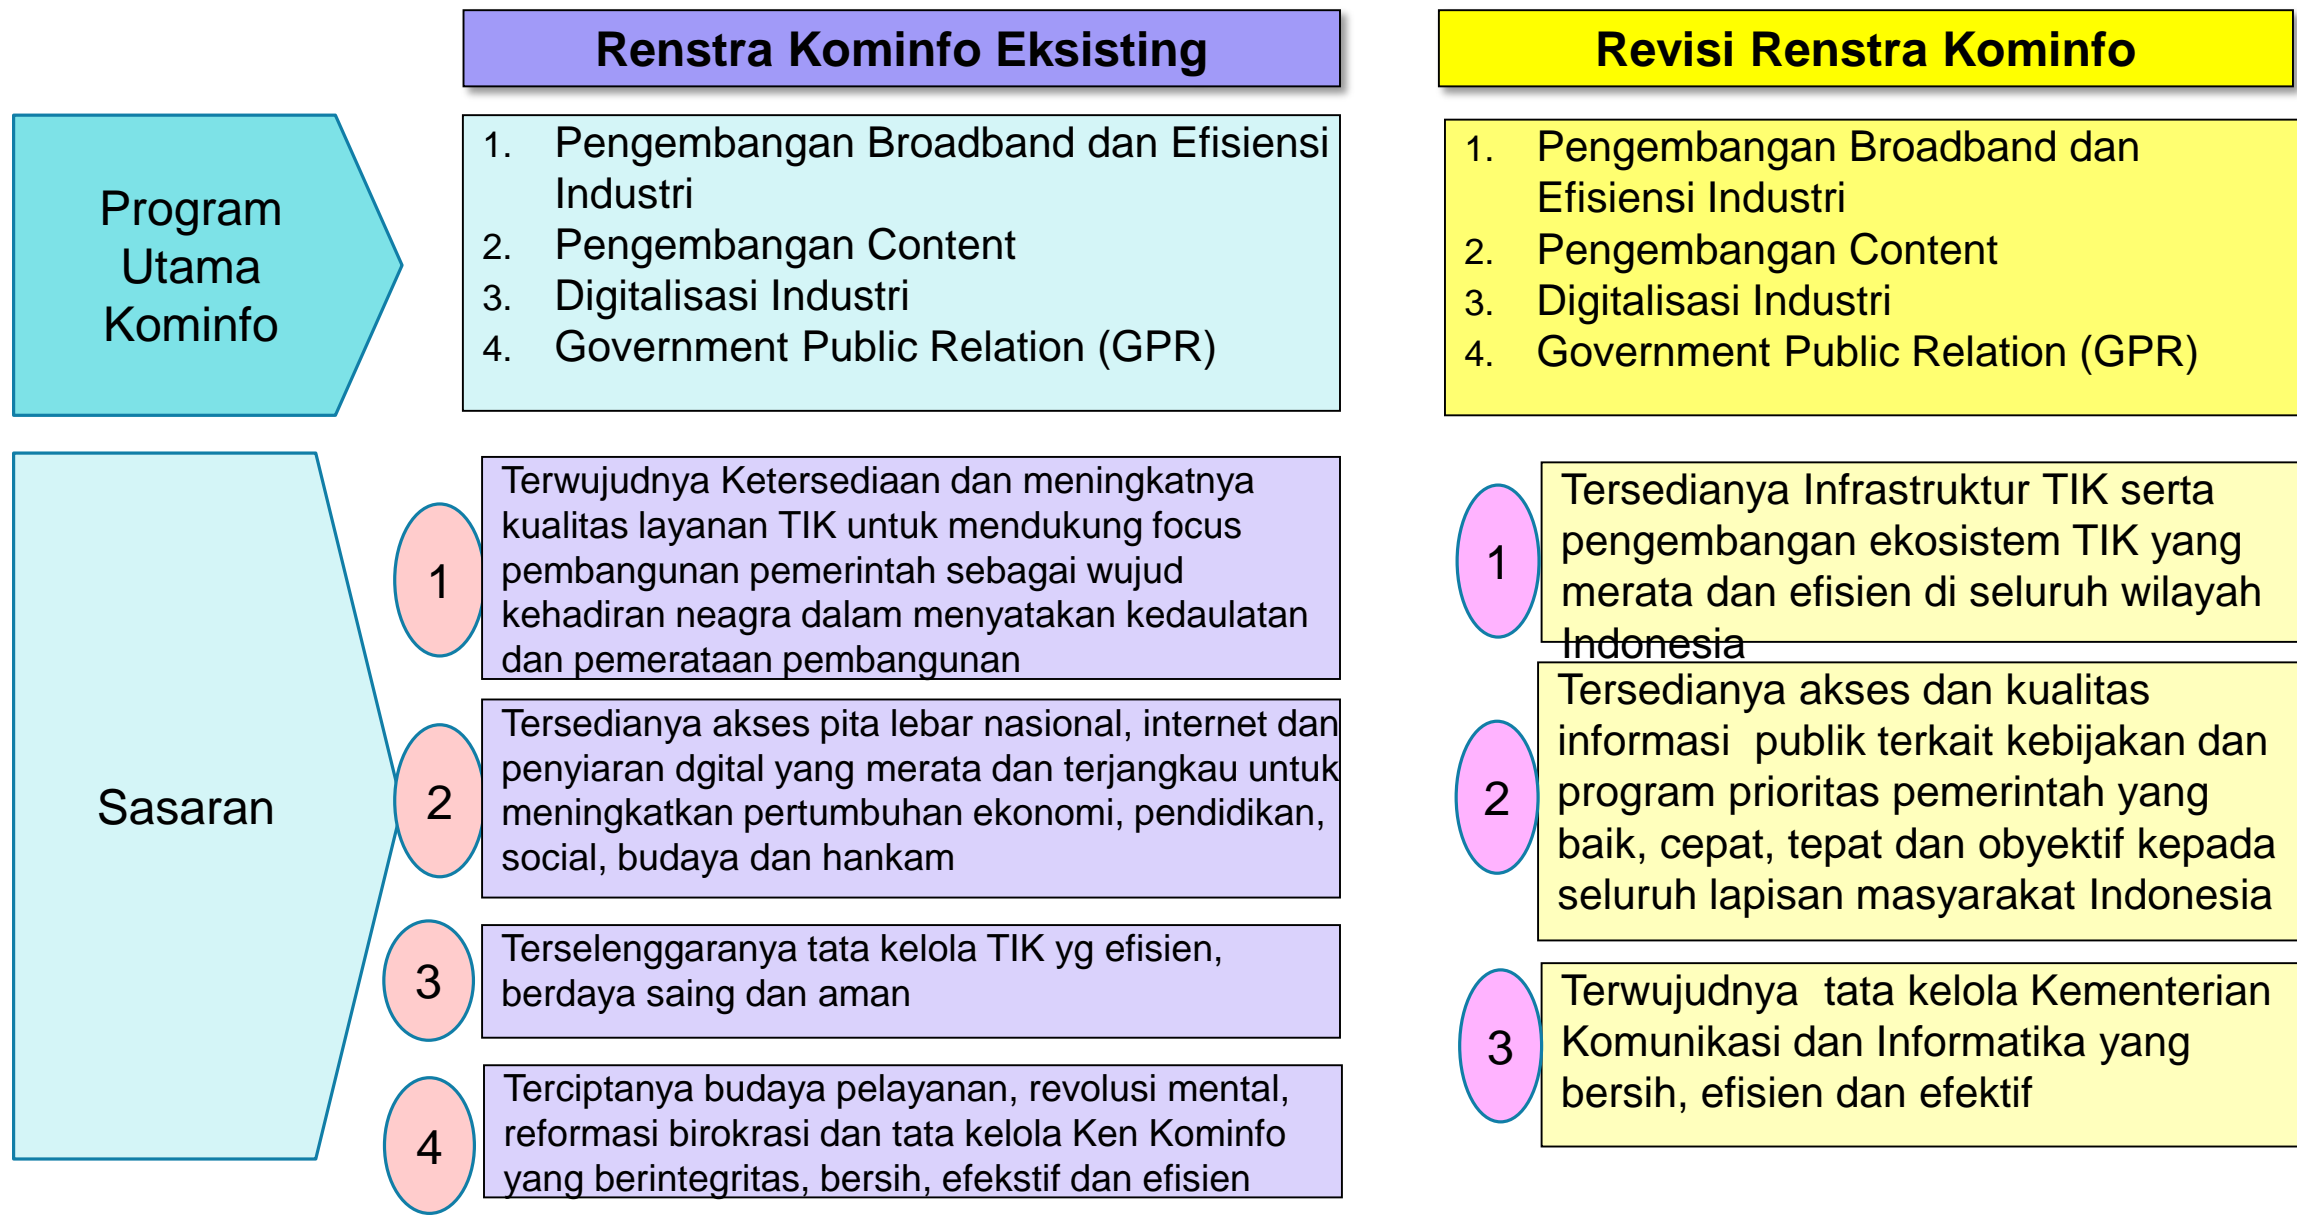 Renstra Kominfo Eksisting
Revisi Renstra Kominfo
Program
Utama
Kominfo
1. Pengembangan Broadband dan Efisiensi
Industri
2. Pengembangan Content
3. Digitalisasi Industri
4. Government Public Relation (GPR)
1. Pengembangan Broadband dan
Efisiensi Industri
2. Pengembangan Content
3. Digitalisasi Industri
4. Government Public Relation (GPR)
Sasaran
1
Terwujudnya Ketersediaan dan meningkatnya
kualitas layanan TIK untuk mendukung focus
pembangunan pemerintah sebagai wujud
kehadiran neagra dalam menyatakan kedaulatan
dan pemerataan pembangunan
2
Tersedianya akses pita lebar nasional, internet dan
penyiaran dgital yang merata dan terjangkau untuk
meningkatkan pertumbuhan ekonomi, pendidikan,
social, budaya dan hankam
3
Terselenggaranya tata kelola TIK yg efisien,
berdaya saing dan aman
4
Terciptanya budaya pelayanan, revolusi mental,
reformasi birokrasi dan tata kelola Ken Kominfo
yang berintegritas, bersih, efekstif dan efisien
1
Tersedianya Infrastruktur TIK serta
pengembangan ekosistem TIK yang
merata dan efisien di seluruh wilayah
Indonesia
2
Tersedianya akses dan kualitas
informasi publik terkait kebijakan dan
program prioritas pemerintah yang
baik, cepat, tepat dan obyektif kepada
seluruh lapisan masyarakat Indonesia
3
Terwujudnya tata kelola Kementerian
Komunikasi dan Informatika yang
bersih, efisien dan efektif